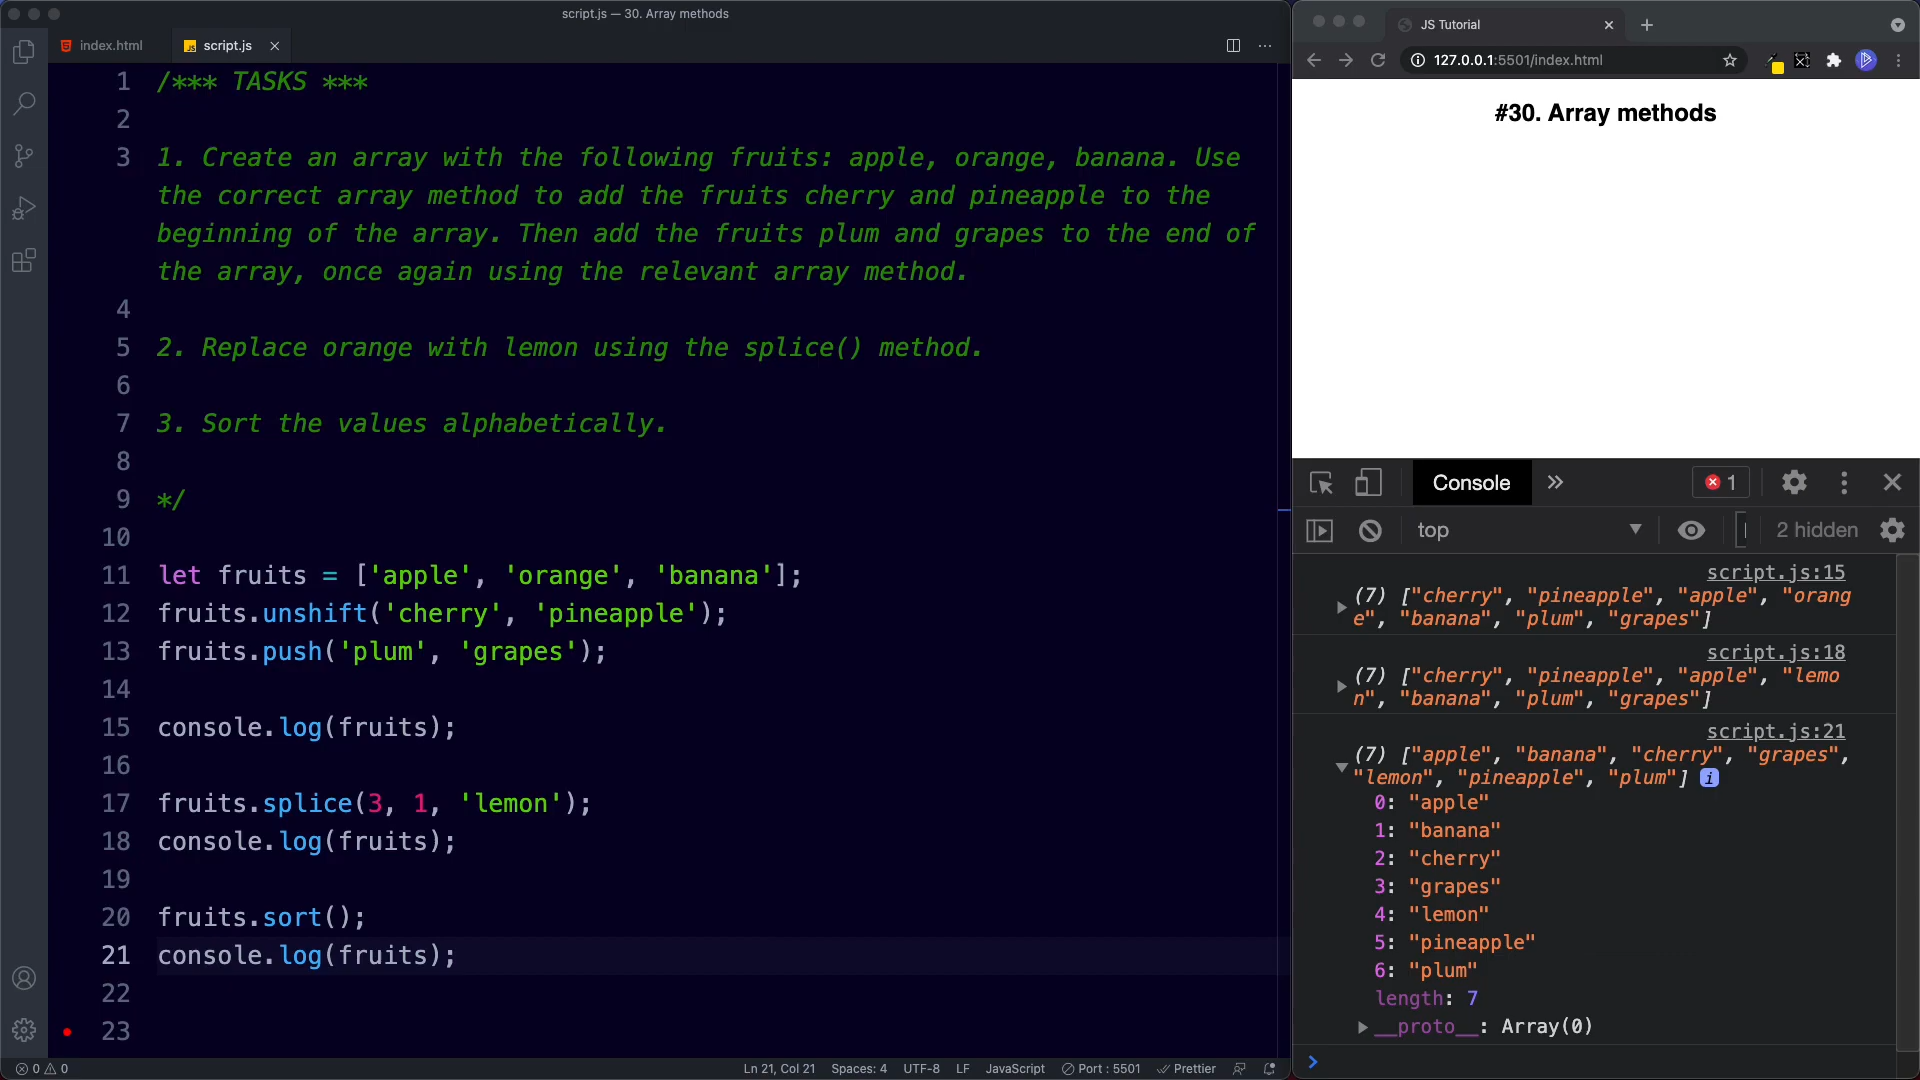 script.js — 30. Array methods
index.html
script.js
1 /*** TASKS ***
2
3 1. Create an array with the following fruits: apple, orange, banana. Use
the correct array method to add the fruits cherry and pineapple to the
beginning of the array. Then add the fruits plum and grapes to the end of
the array, once again using the relevant array method.
4
5 2. Replace orange with lemon using the splice() method.
6
7 3. Sort the values alphabetically.
8
9 */
10
11 let fruits = ['apple', 'orange', 'banana'];
12 fruits.unshift('cherry', 'pineapple');
13 fruits.push('plum', 'grapes');
14
15 console.log(fruits);
16
17 fruits.splice(3, 1, 'lemon');
18 console.log(fruits);
19
20 fruits.sort();
21 console.log(fruits);
22
23
0 0
Ln 21, Col 21 Spaces: 4 UTF-8 LF JavaScript Port : 5501 Prettier
JS Tutorial
127.0.0.1:5501/index.html
#30. Array methods
Console 1
top 2 hidden
script.js:15
(7) ["cherry", "pineapple", "apple", "orang
e", "banana", "plum", "grapes"]
script.js:18
(7) ["cherry", "pineapple", "apple", "lemo
n", "banana", "plum", "grapes"]
script.js:21
(7) ["apple", "banana", "cherry", "grapes",
"lemon", "pineapple", "plum"] i
0: "apple"
1: "banana"
2: "cherry"
3: "grapes"
4: "lemon"
5: "pineapple"
6: "plum"
length: 7
__proto__: Array(0)